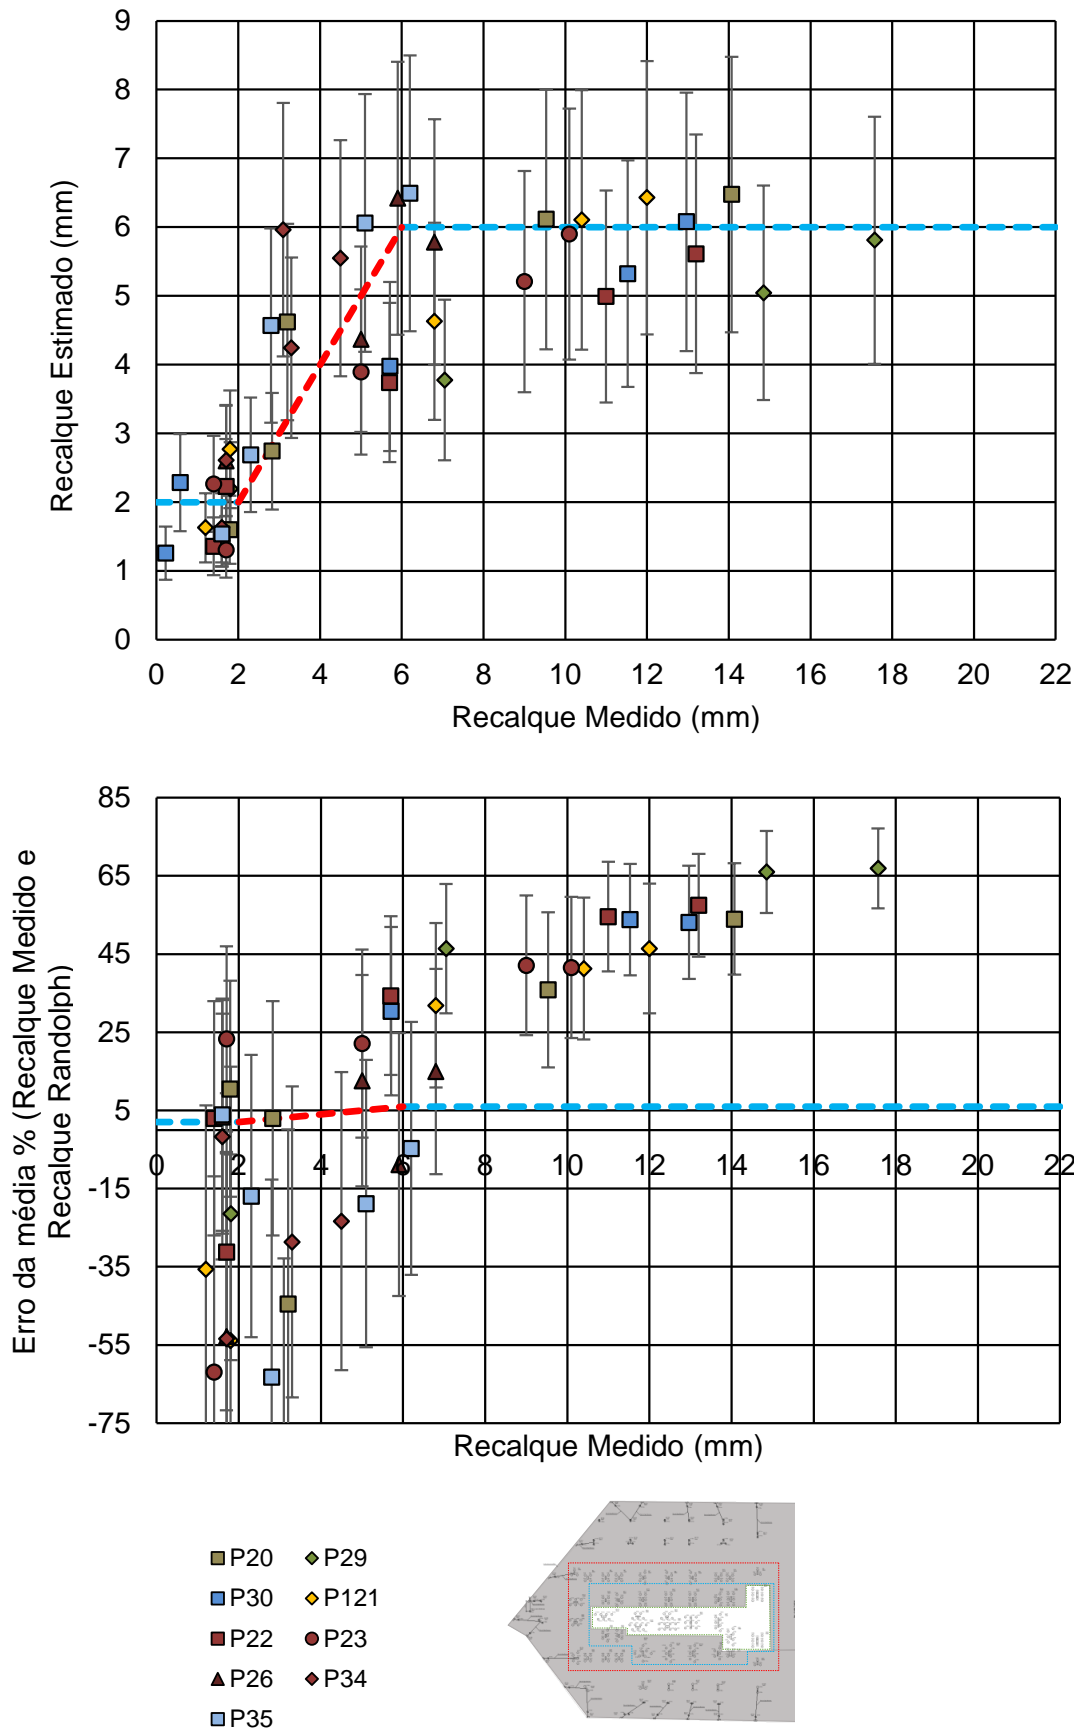 9
8
7
6
5
4
3
2
1
0
Recalque Estimado (mm)
0 2 4 6 8 10 12 14 16 18 20 22
Recalque Medido (mm)
85
65
45
25
5
-15
-35
-55
-75
Erro da média % (Recalque Medido e
Recalque Randolph)
0 2 4 6 8 10 12 14 16 18 20 22
Recalque Medido (mm)
P20 P29
P30 P121
P22 P23
P26 P34
P35